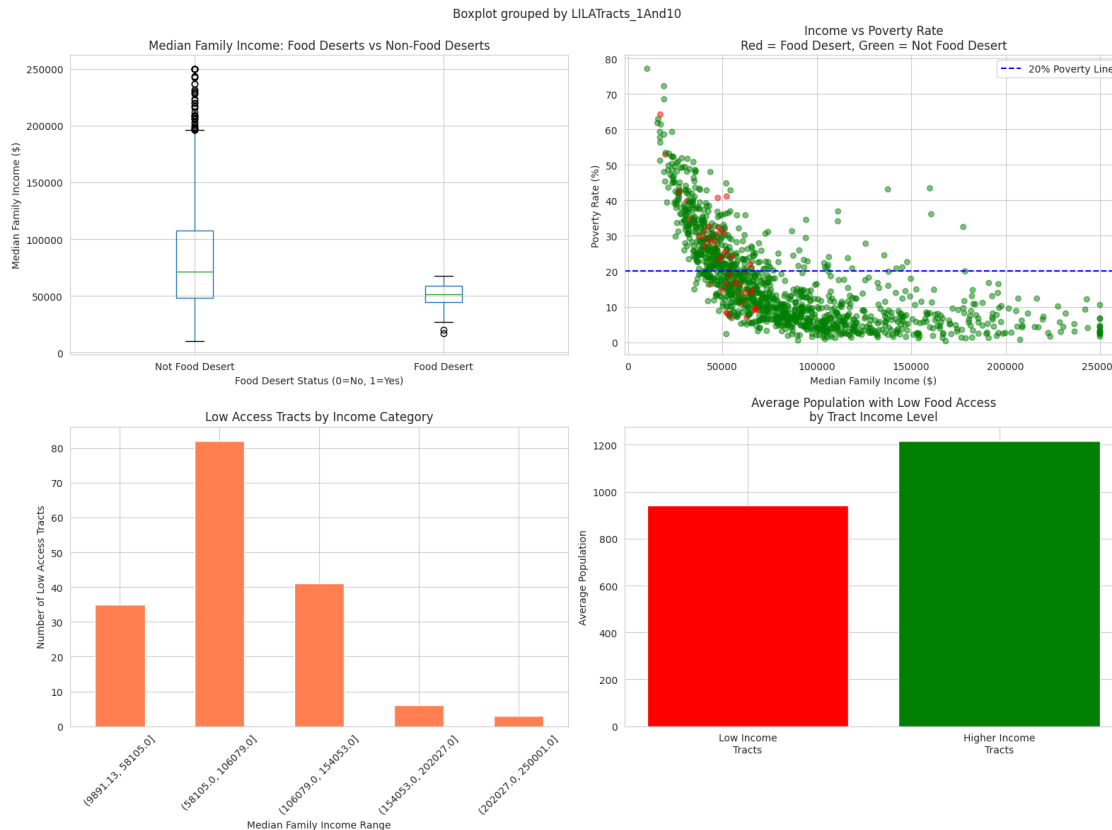 Boxplot grouped by LILATracts_1And10
Median Family Income: Food Deserts vs Non-Food Deserts
Median Family Income ($)
250000
200000
150000
100000
50000
0
Not Food Desert
Food Desert
Food Desert Status (0=No, 1=Yes)
Income vs Poverty Rate
Red = Food Desert, Green = Not Food Desert
20% Poverty Line
Poverty Rate (%)
80
70
60
50
40
30
20
10
0
0
50000
100000
150000
200000
25000
Median Family Income ($)
Low Access Tracts by Income Category
Number of Low Access Tracts
80
70
60
50
40
30
20
10
0
(9891.13, 58105.0]
(58105.0, 106079.0]
(106079.0, 154053.0]
(154053.0, 202027.0]
(202027.0, 250001.0]
Median Family Income Range
Average Population with Low Food Access
by Tract Income Level
Average Population
1200
1000
800
600
400
200
0
Low Income
Tracts
Higher Income
Tracts